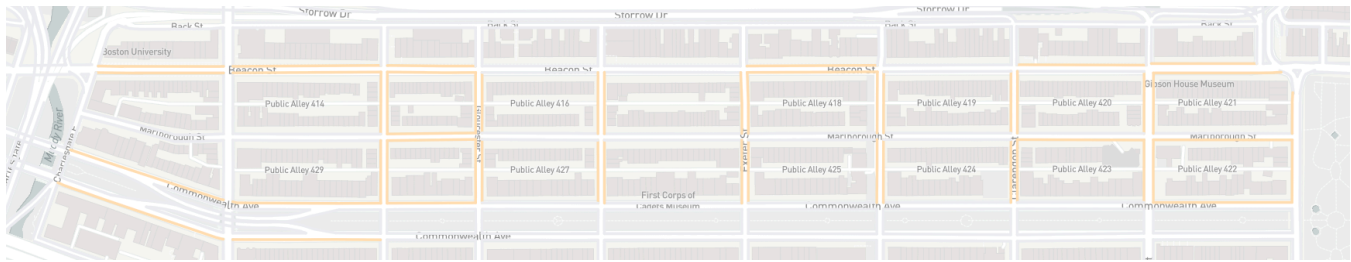 Storrow Dr
Storrow Dr
Storrow Dr
Back St
Back St
Back St
Back St
Boston University
Beacon St
Beacon St
Beacon St
Gibson House Museum
Public Alley 414
Public Alley 416
Public Alley 418
Public Alley 419
Public Alley 420
Public Alley 421
Muddy River
Charlesgate E
Marlborough St
Gloucester St
Exeter St
Marlborough St
Clarendon St
Marlborough St
Public Alley 429
Public Alley 427
Public Alley 425
Public Alley 424
Public Alley 423
Public Alley 422
Commonwealth Ave
First Corps of
Cadets Museum
Commonwealth Ave
Commonwealth Ave
Commonwealth Ave